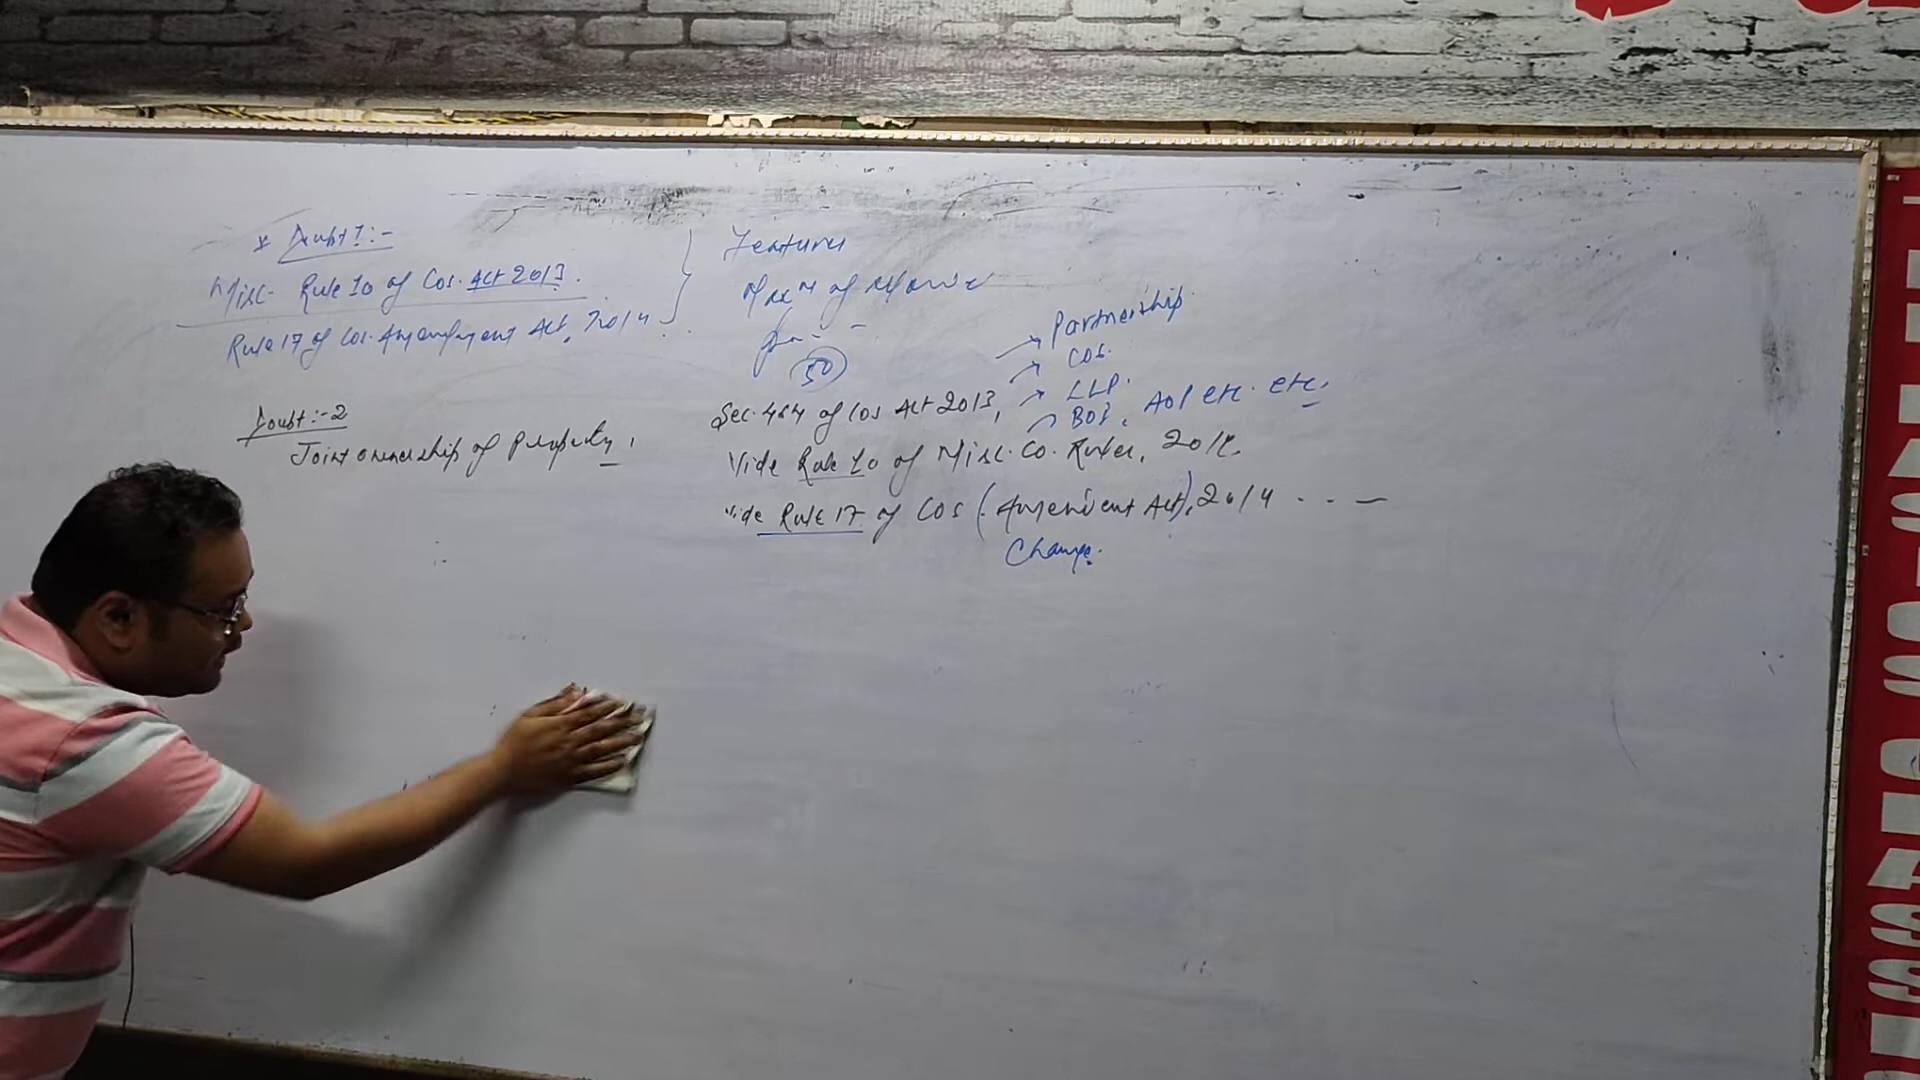 * Doubt 1:-
Misc. Rule 10 of Cos. Act 2013.
Rule 17 of Cos. Amendment Act, 2014
Doubt:-2
Joint ownership of Property,
Features
of
50
Partnership
Cos.
LLP.
BOI, AOP etc. etc.
Sec. 464 of Cos Act 2013,
Vide Rule 10 of Misc. Co. Rules, 2014.
Vide Rule 17 of Cos (Amendment Act), 2014 - - —
Change.